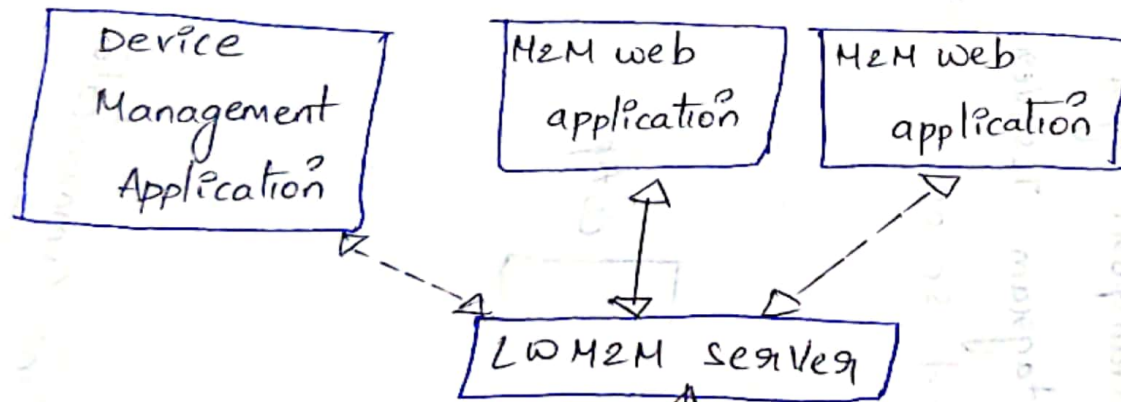 Device
Management
Application
M2M web
application
M2M web
application
LWM2M server